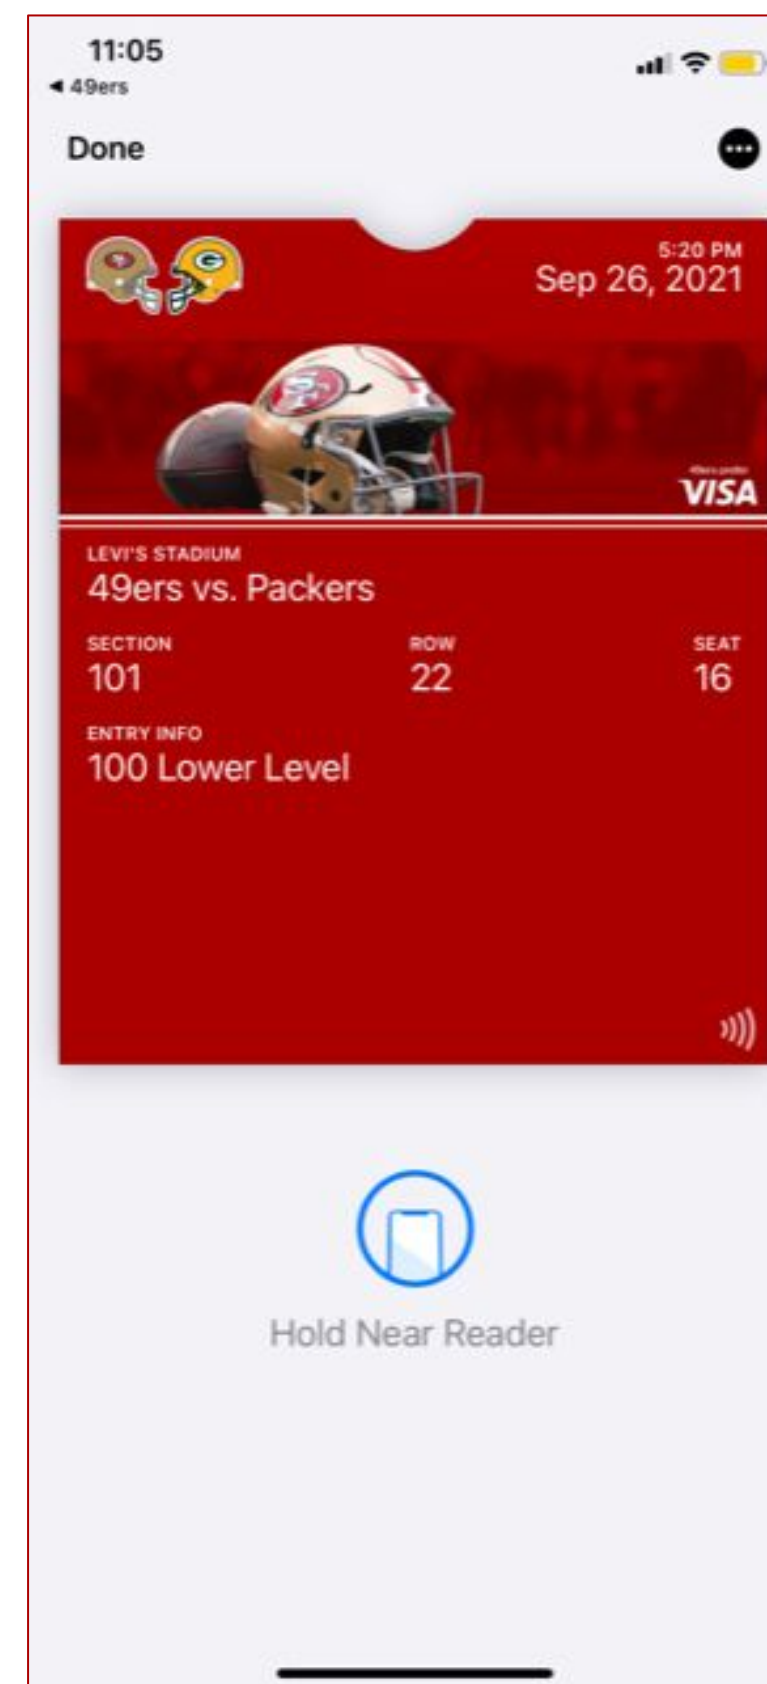 11:05
◀ 49ers
Done
5:20 PM
Sep 26, 2021
VISA
LEVI'S STADIUM
49ers vs. Packers
SECTION ROW SEAT
101 22 16
ENTRY INFO
100 Lower Level
Hold Near Reader